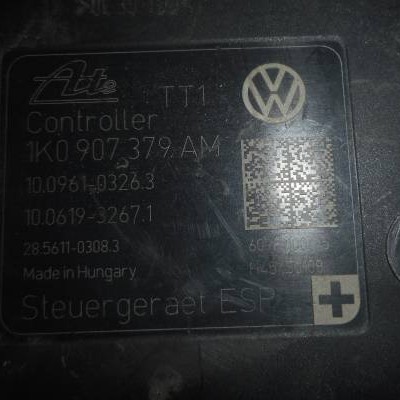 Ate
TT1
Controller
1K0 907 379 AM
10.0961-0326.3
10.0619-3267.1
28.5611-0308.3
Made in Hungary
Steuergeraet ESP